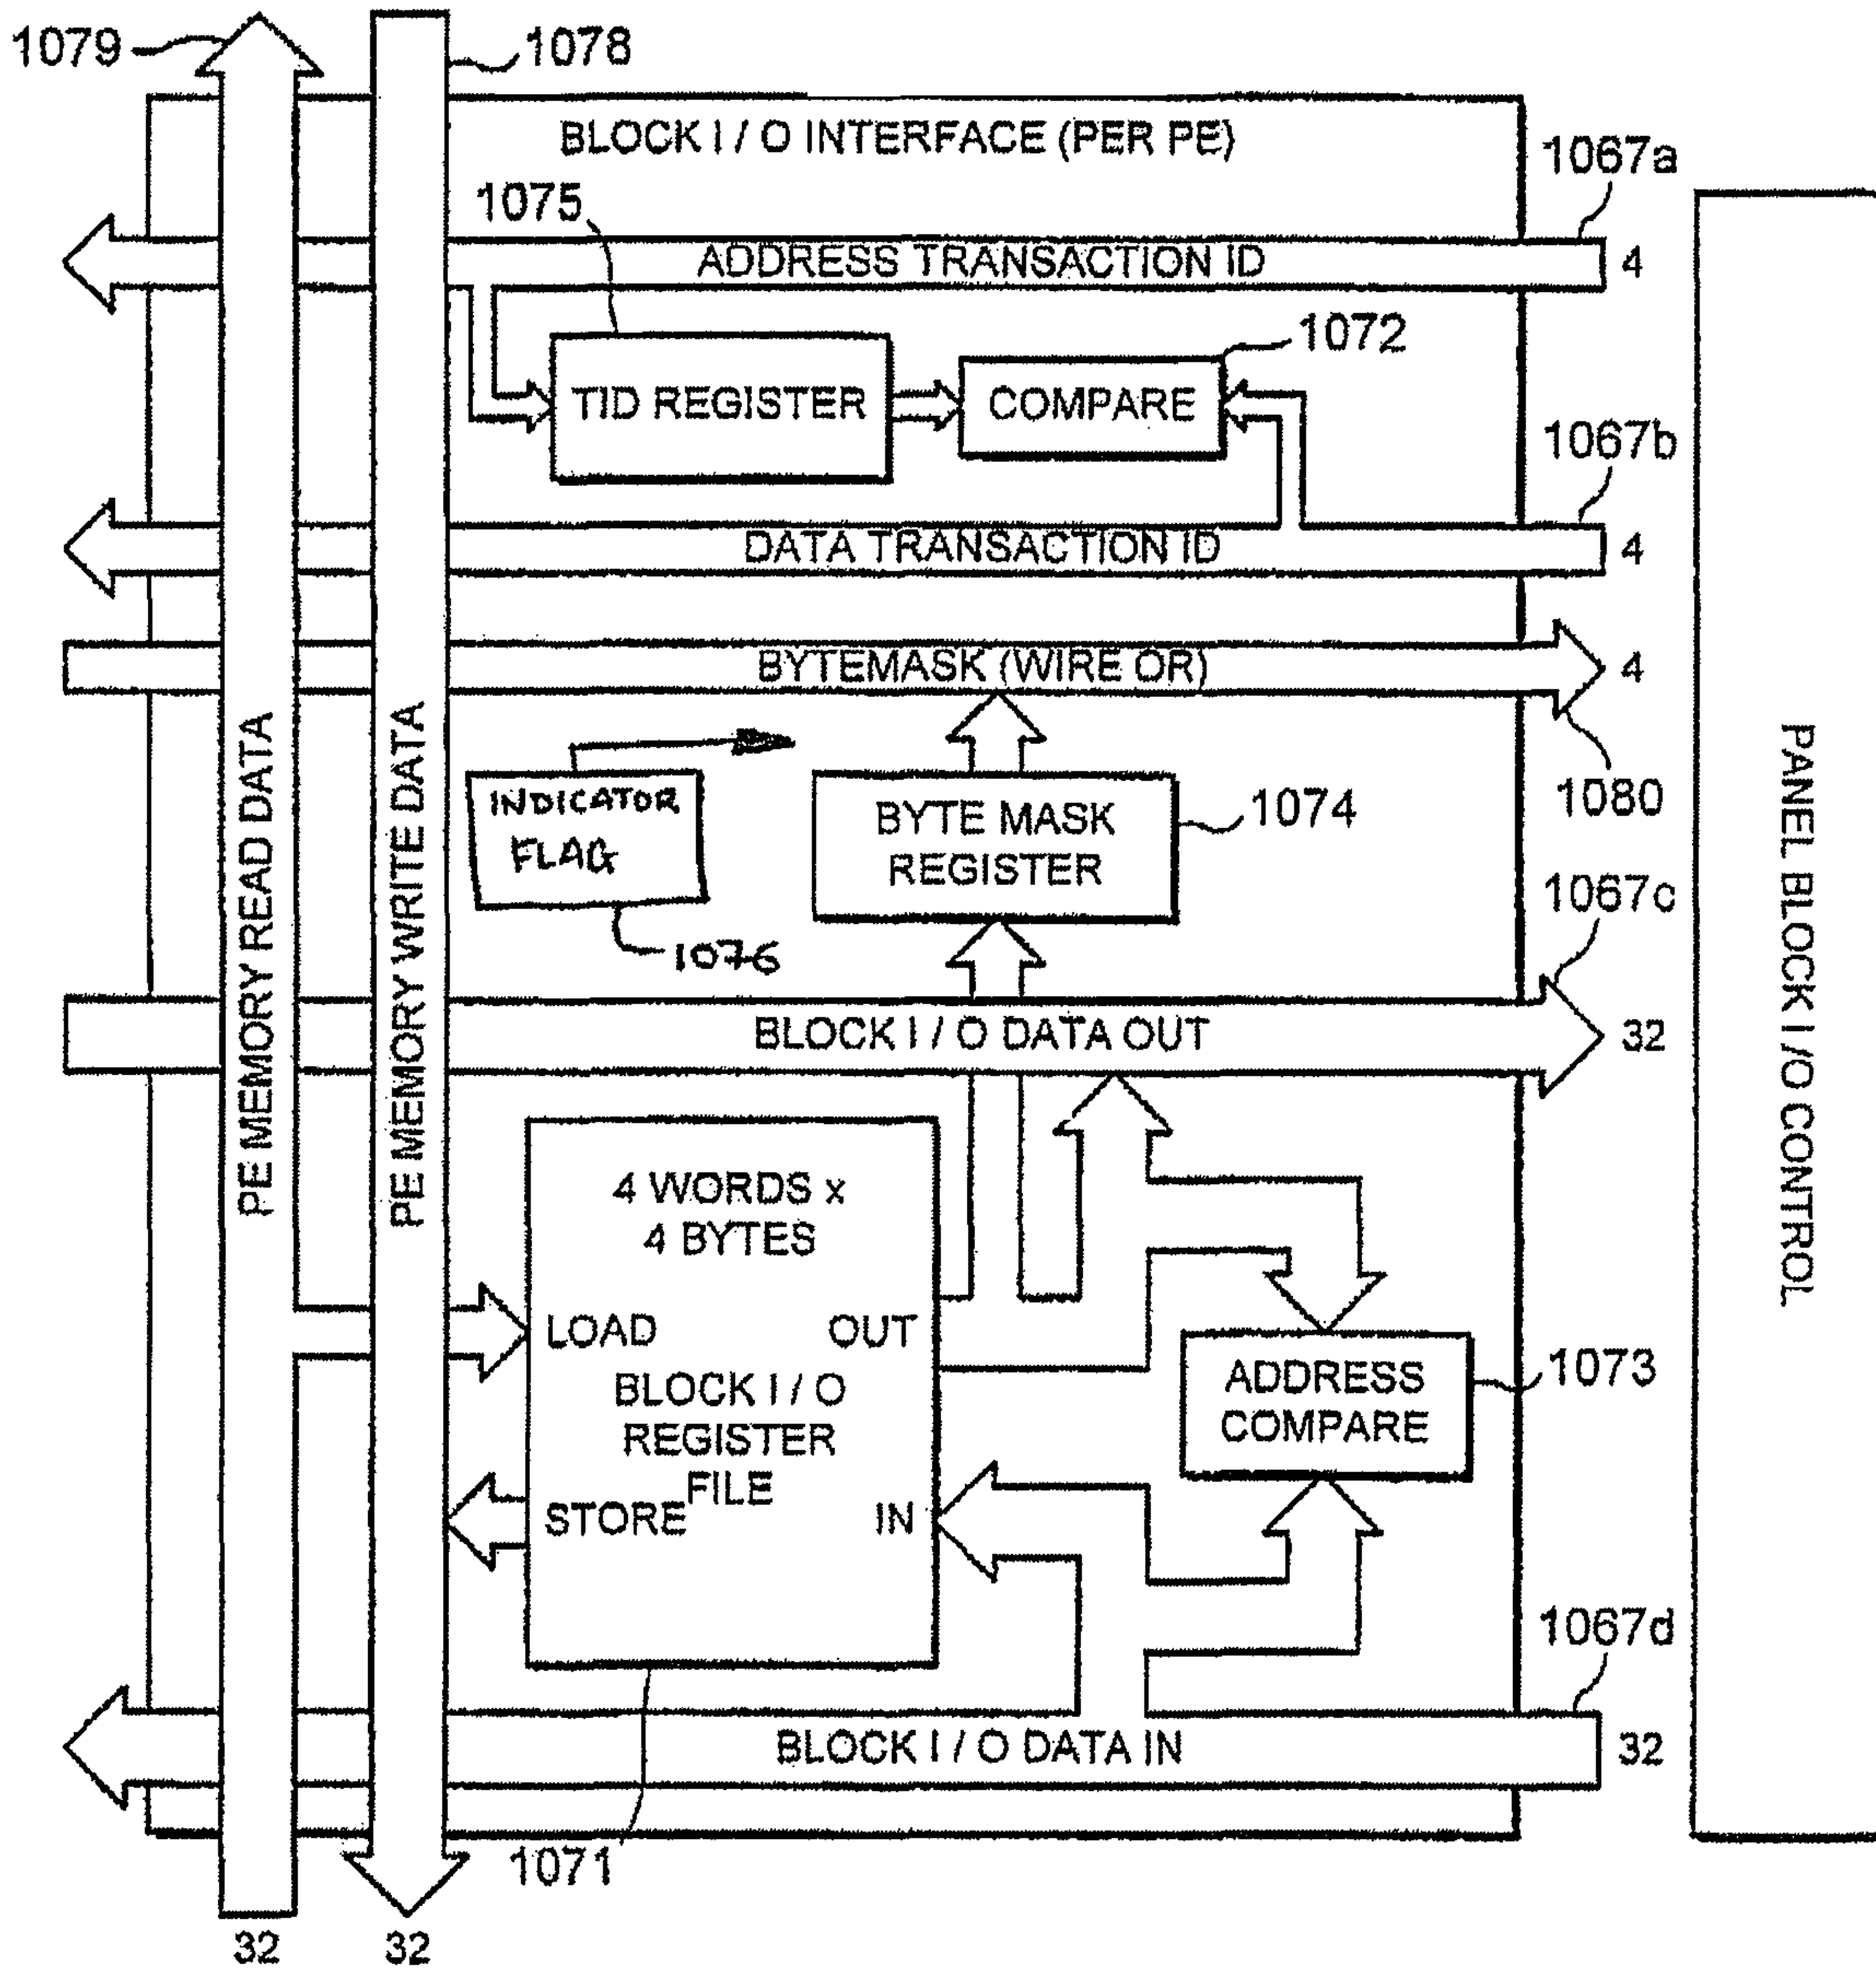 1079
1078
BLOCK I / O INTERFACE (PER PE)
1067a
1075
ADDRESS TRANSACTION ID
4
1072
TID REGISTER
COMPARE
1067b
DATA TRANSACTION ID
4
BYTEMASK (WIRE OR)
4
1080
PE MEMORY READ DATA
PE MEMORY WRITE DATA
INDICATOR
FLAG
1076
BYTE MASK
REGISTER
1074
PANEL BLOCK I/O CONTROL
1067c
BLOCK I / O DATA OUT
32
4 WORDS x
4 BYTES
LOAD
OUT
BLOCK I / O
REGISTER
FILE
STORE
IN
ADDRESS
COMPARE
1073
1067d
BLOCK I / O DATA IN
32
1071
32
32